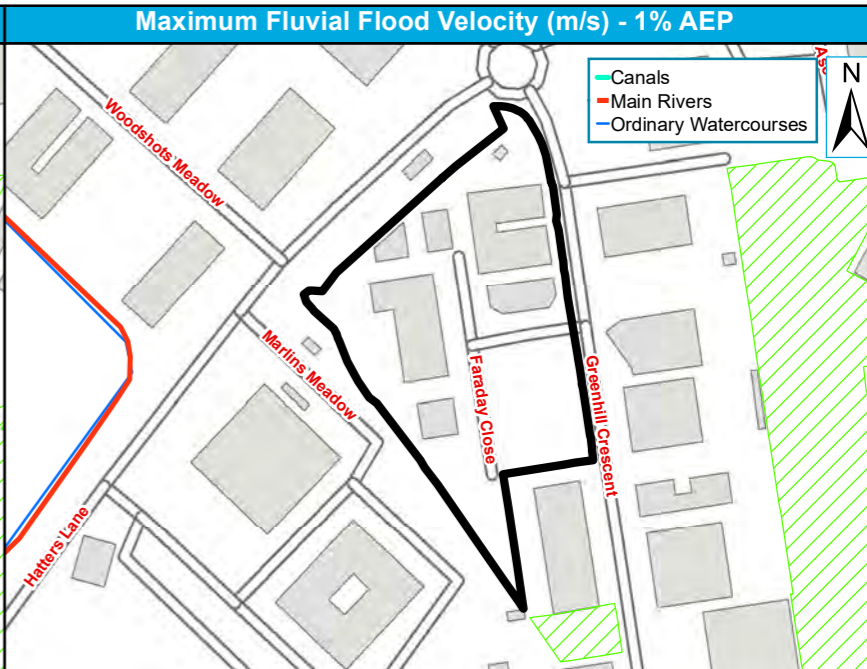 Maximum Fluvial Flood Velocity (m/s) - 1% AEP
Canals
Main Rivers
Ordinary Watercourses
N
Woodshots Meadow
Marlins Meadow
Faraday Close
Greenhill Crescent
Hatters Lane